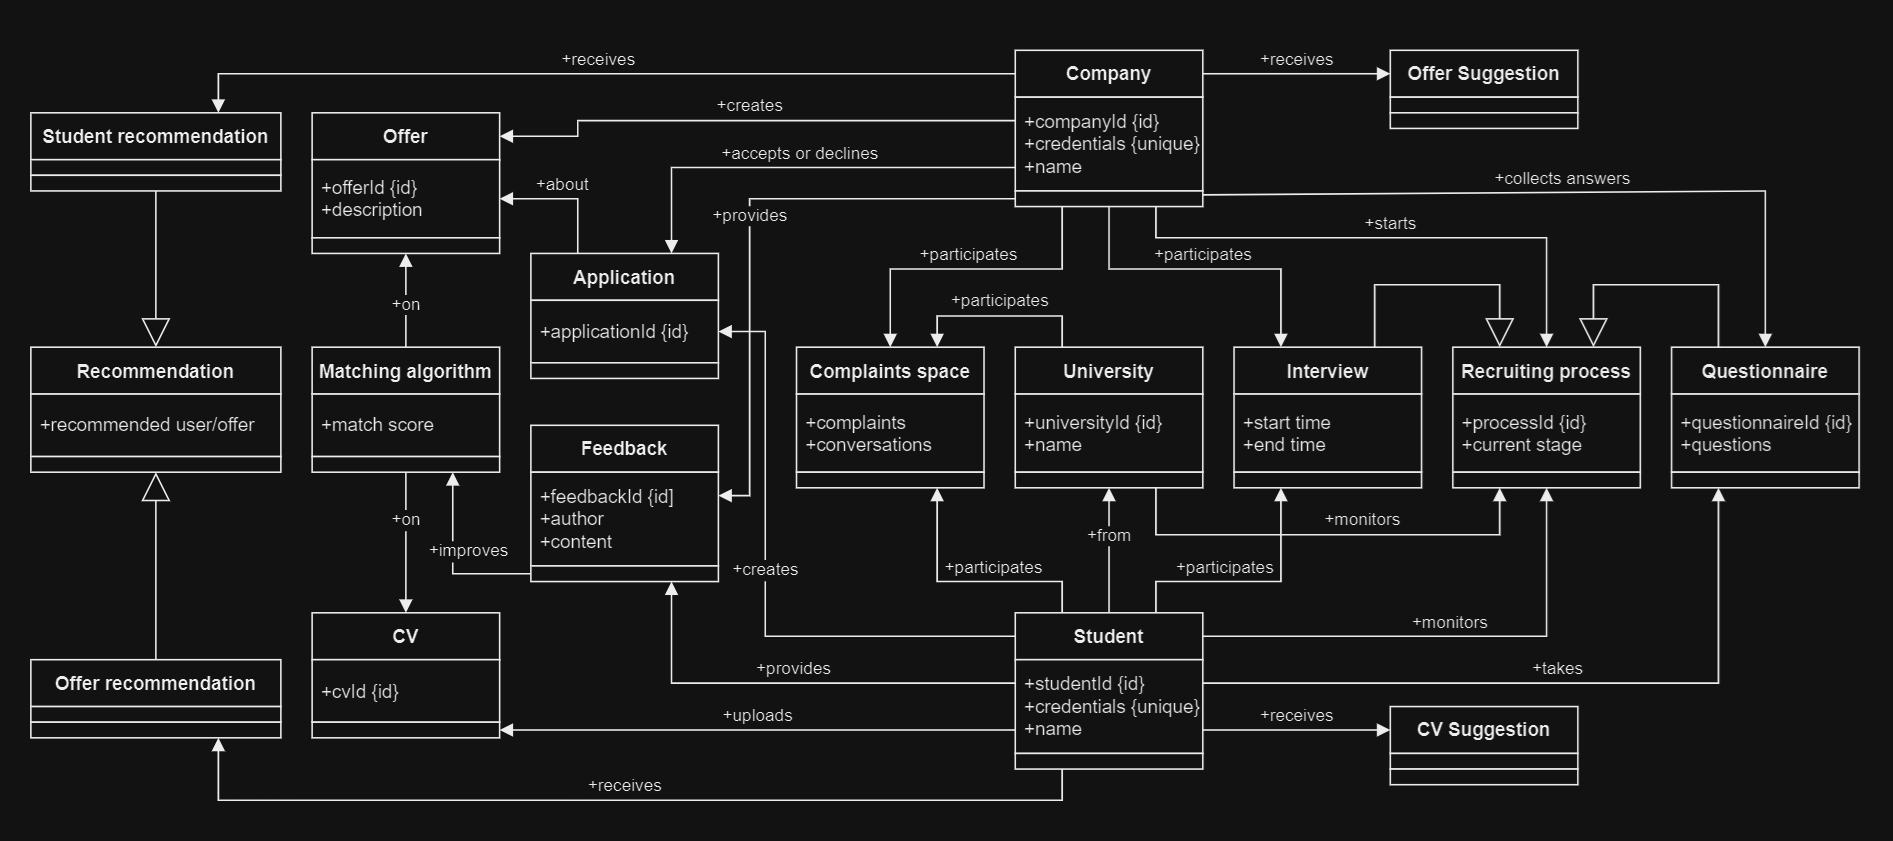 +receives
Company
+receives
Offer Suggestion
+creates
Student recommendation
Offer
+companyId {id}
+credentials {unique}
+name
+accepts or declines
+about
+collects answers
+offerId {id}
+description
+provides
+starts
+participates
+participates
Application
+on
+participates
+applicationId {id}
Recommendation
Matching algorithm
Complaints space
University
Interview
Recruiting process
Questionnaire
+recommended user/offer
+match score
+complaints
+conversations
+universityId {id}
+name
+start time
+end time
+processId {id}
+current stage
+questionnaireId {id}
+questions
Feedback
+feedbackId {id]
+author
+content
+on
+improves
+monitors
+from
+creates
+participates
+participates
CV
Student
+monitors
+provides
+takes
Offer recommendation
+cvId {id}
+studentId {id}
+credentials {unique}
+name
+uploads
+receives
CV Suggestion
+receives